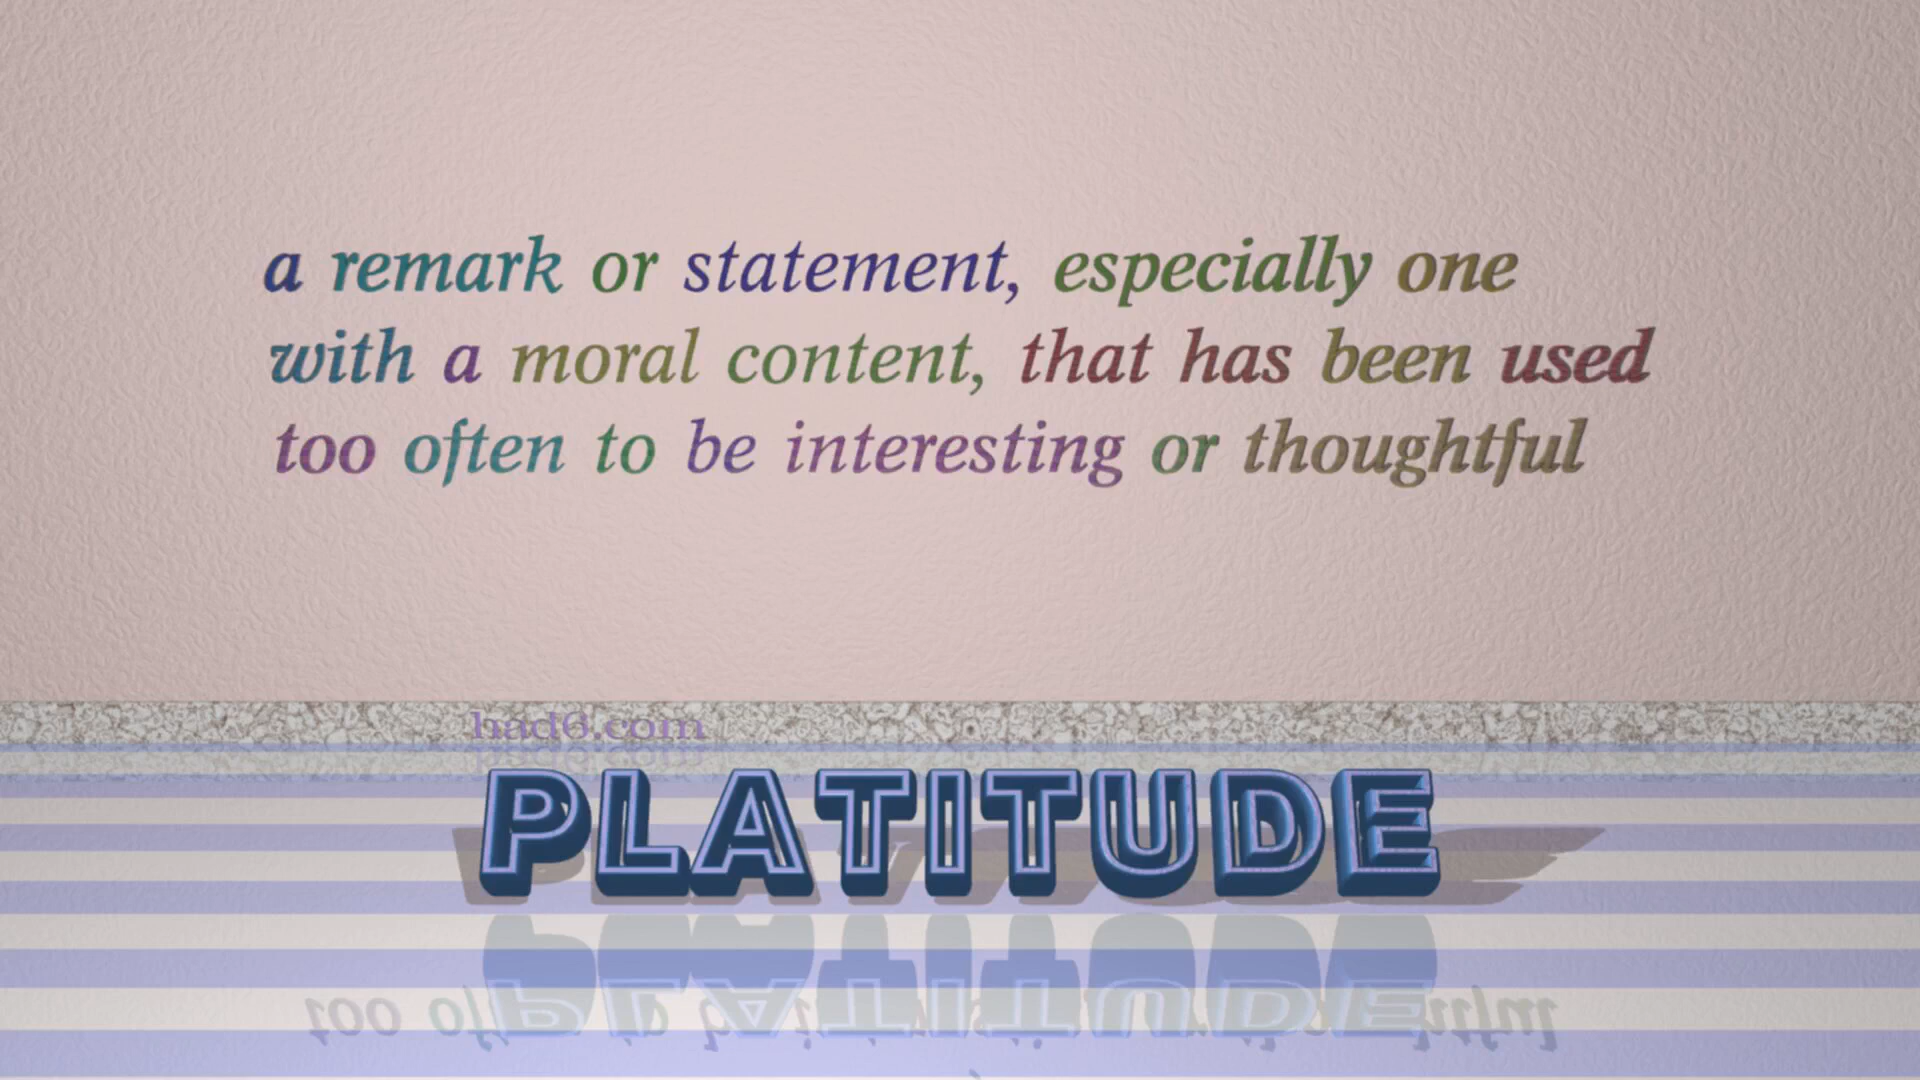 a remark or statement, especially one
with a moral content, that has been used
too often to be interesting or thoughtful
had6.com
PLATITUDE